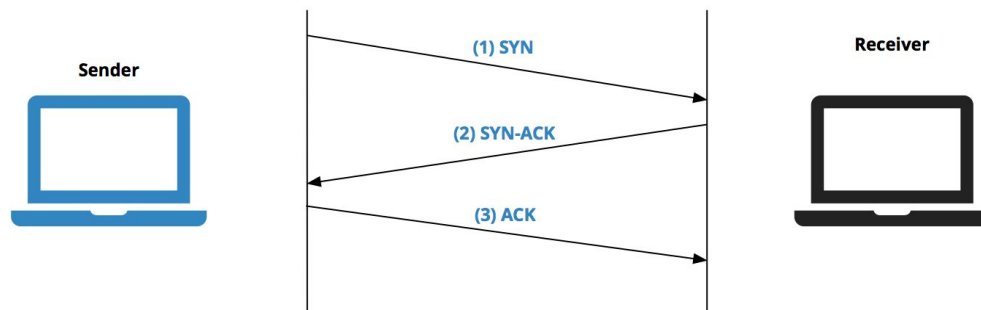 Sender
Receiver
(1) SYN
(2) SYN-ACK
(3) ACK